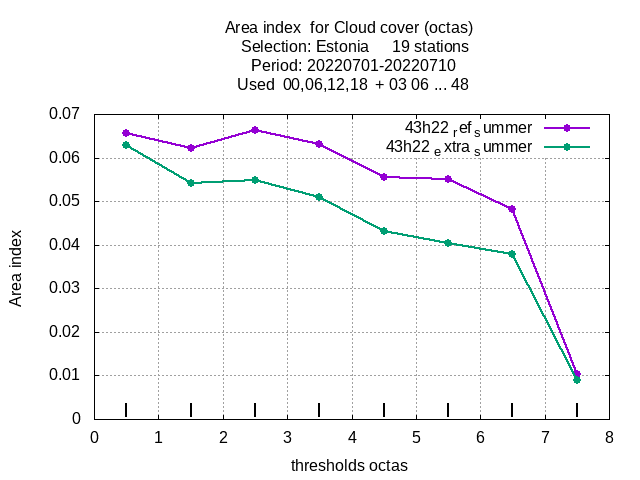 Area index  for Cloud cover (octas)
Selection: Estonia     19 stations
Period: 20220701-20220710
Used  00,06,12,18  + 03 06 ... 48
43h22 ref summer
43h22 extra summer
0.07
0.06
0.05
0.04
0.03
0.02
0.01
0
Area index
0 1 2 3 4 5 6 7 8
thresholds octas